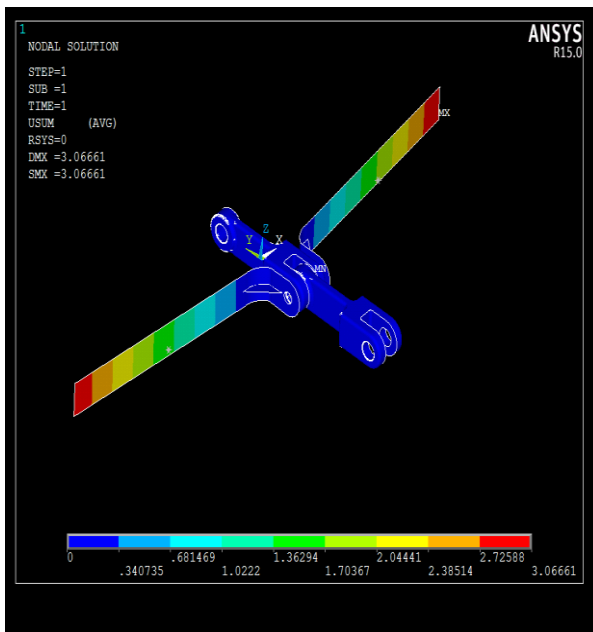 1
NODAL SOLUTION
ANSYS
R15.0
STEP=1
SUB =1
TIME=1
USUM (AVG)
RSYS=0
DMX =3.06661
SMX =3.06661
MX
Z
Y X
MN
0 .681469 1.36294 2.04441 2.72588
.340735 1.0222 1.70367 2.38514 3.06661